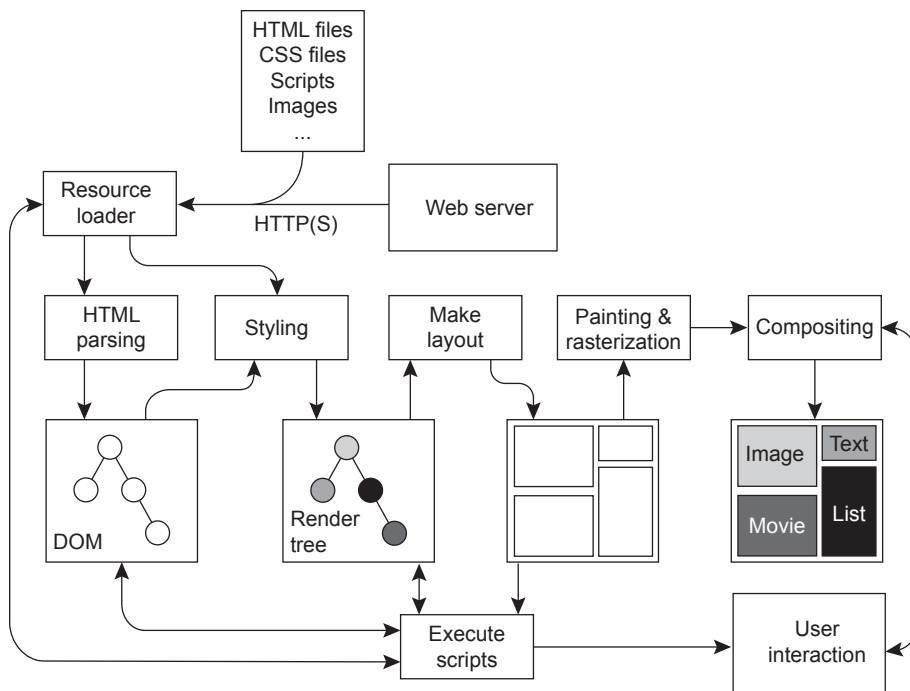 HTML files
CSS files
Scripts
Images
...
Resource
loader
HTTP(S)
Web server
HTML
parsing
Styling
Make
layout
Painting &
rasterization
Compositing
DOM
Render
tree
Image
Text
Movie
List
Execute
scripts
User
interaction